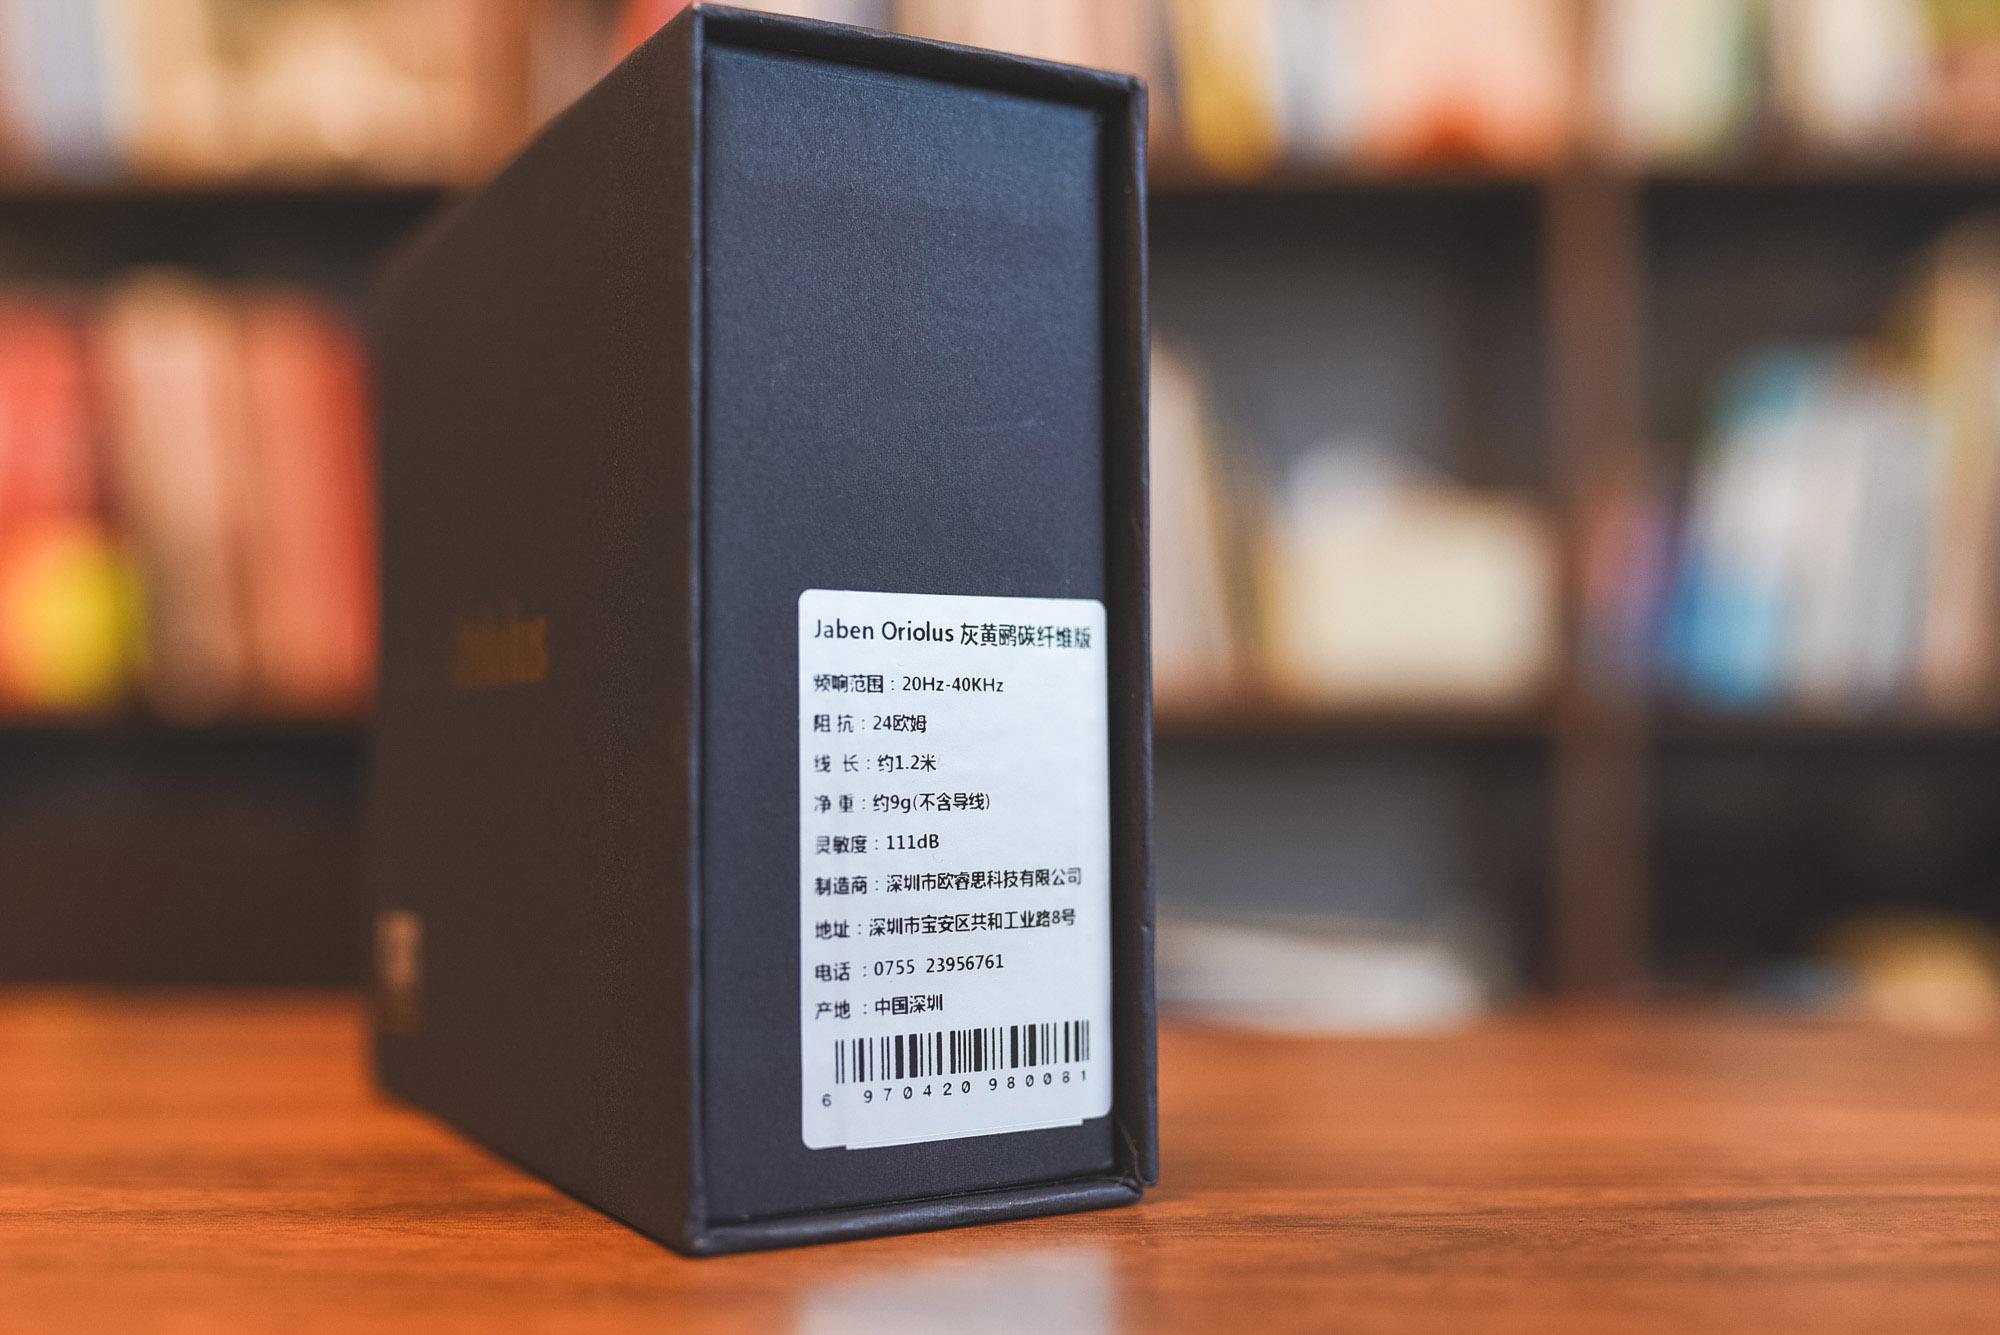 Jaben Oriolus 灰黄鹂碳纤维版
频响范围：20Hz-40KHz
阻 抗：24欧姆
线 长：约1.2米
净 重：约9g(不含导线)
灵敏度：111dB
制造商：深圳市欧睿思科技有限公司
地址：深圳市宝安区共和工业路8号
电话 ：0755 23956761
产地 ：中国深圳
6 970420 980081